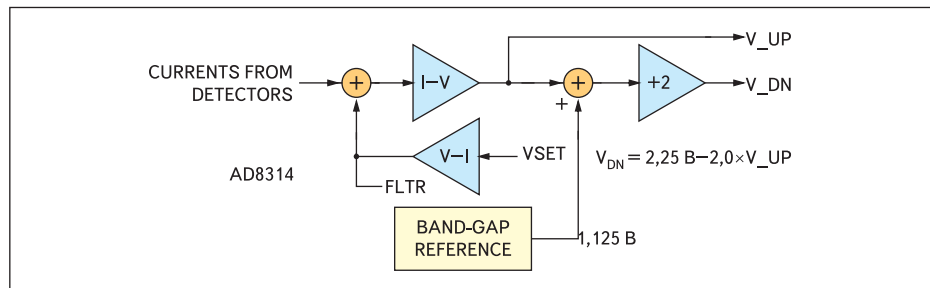 V_UP
CURRENTS FROM
DETECTORS
+
I–V
+
+
+2
V_DN
V–I
VSET
V_DN = 2,25 В–2,0×V_UP
AD8314
FLTR
BAND-GAP
REFERENCE
1,125 В